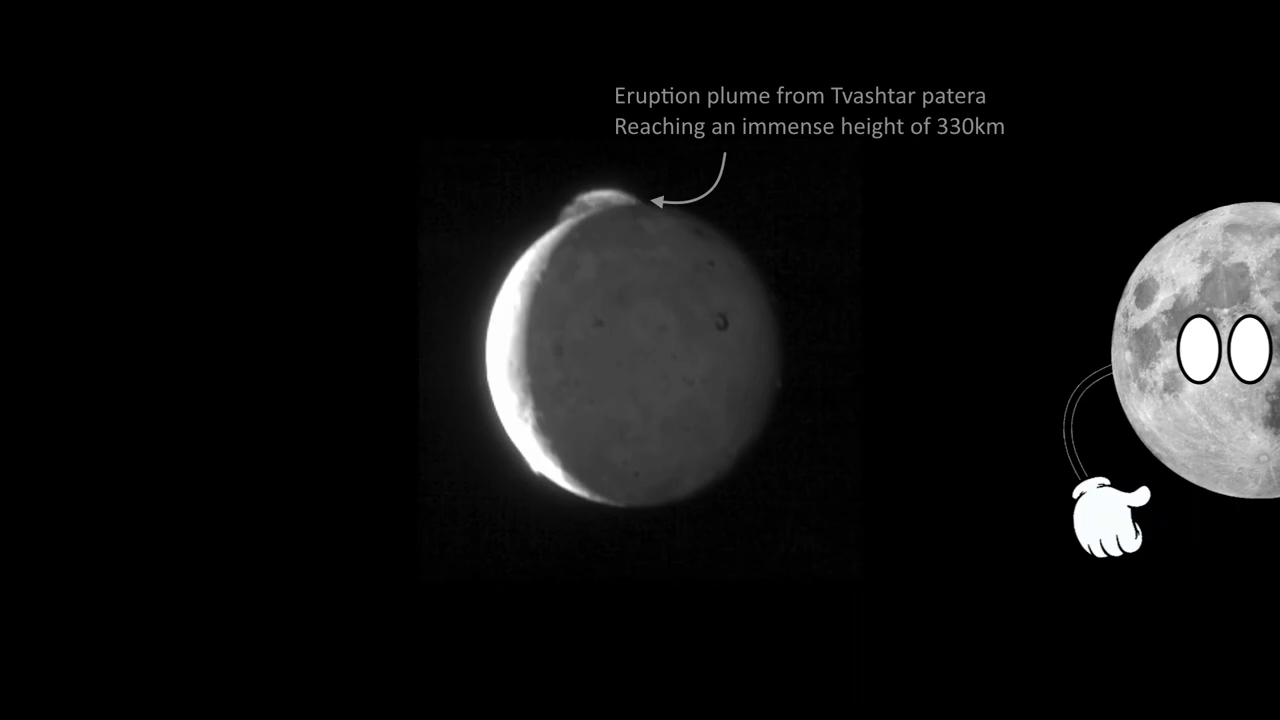 Eruption plume from Tvashtar patera
Reaching an immense height of 330km